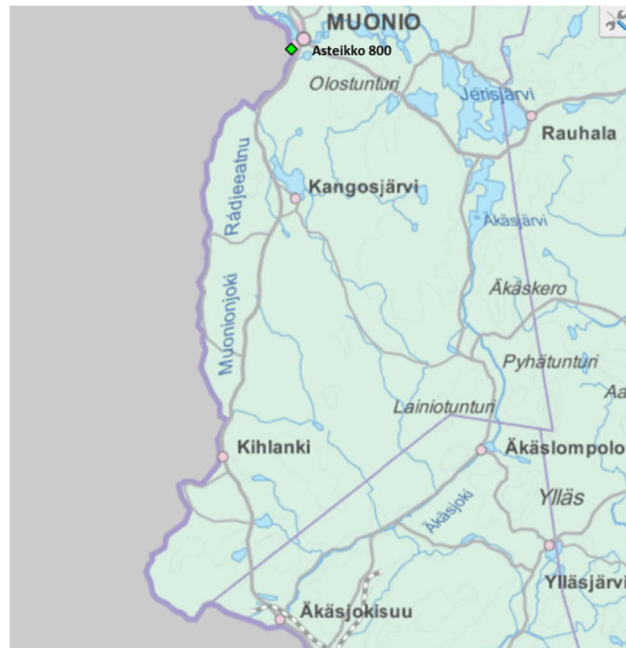 MUONIO
Asteikko 800
Olostunturi
Jerisjärvi
Rauhala
Kangosjärvi
Rádjeeatnu
Äkäsjärvi
Äkäskero
Muonionjoki
Pyhätunturi
Aa
Lainiotunturi
Kihlanki
Äkäslompolo
Ylläs
Äkäsjoki
Ylläsjärvi
Äkäsjokisuu